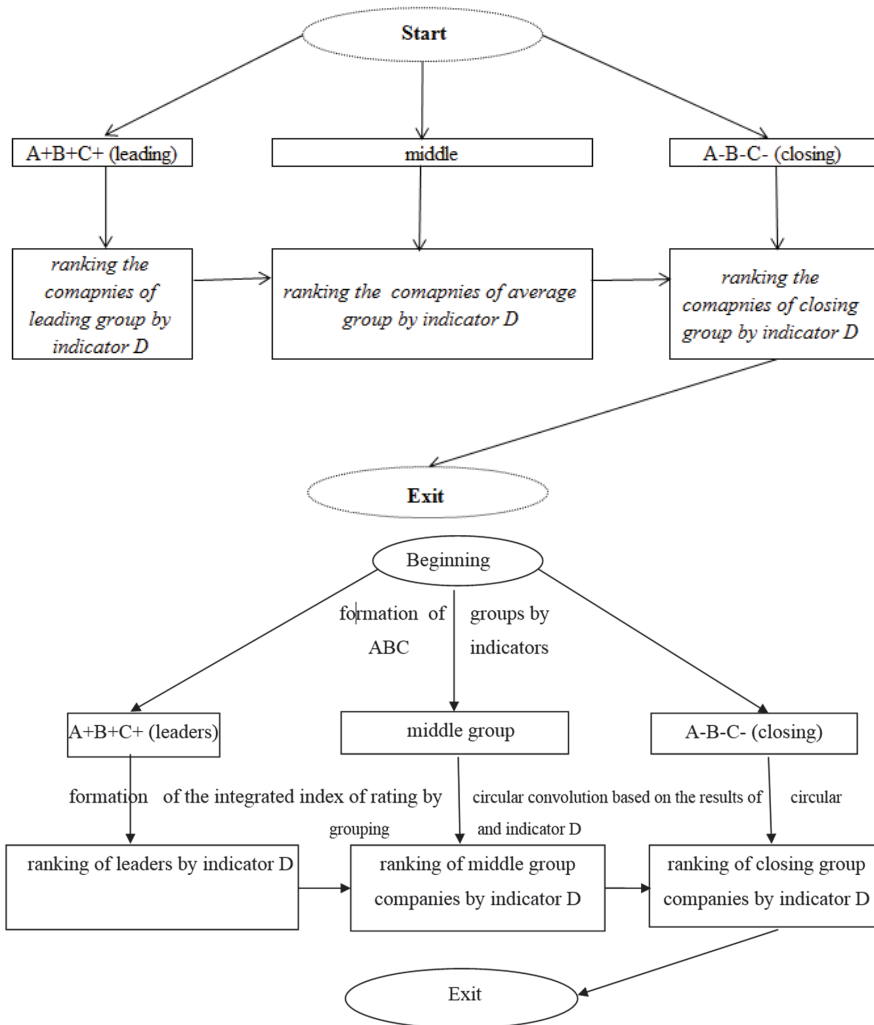 Start
A+B+C+ (leading)
middle
A-B-C- (closing)
ranking the
comapnies of
leading group by
indicator D
ranking the comapnies of average
group by indicator D
ranking the
comapnies of closing
group by indicator D
Exit
Beginning
formation of groups by
ABC indicators
A+B+C+ (leaders)
middle group
A-B-C- (closing)
formation of the integrated index of rating by circular convolution based on the results of circular
grouping and indicator D
ranking of leaders by indicator D
ranking of middle group
companies by indicator D
ranking of closing group
companies by indicator D
Exit